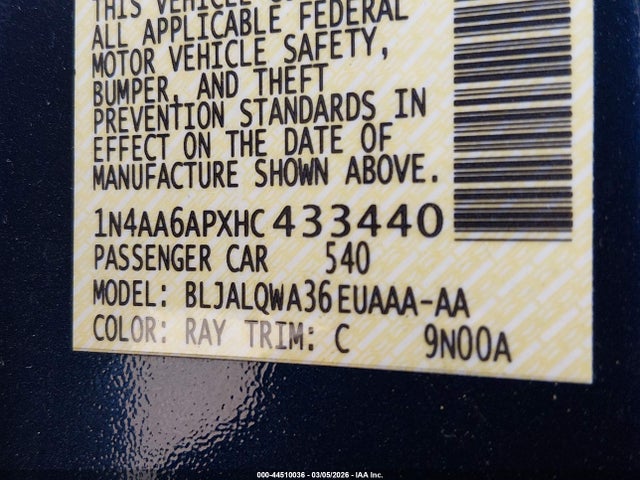 THIS VEHICLE
ALL APPLICABLE FEDERAL
MOTOR VEHICLE SAFETY,
BUMPER, AND THEFT
PREVENTION STANDARDS IN
EFFECT ON THE DATE OF
MANUFACTURE SHOWN ABOVE.
1N4AA6APXHC433440
PASSENGER CAR 540
MODEL: BLJALQWA36EUAAA-AA
COLOR: RAY TRIM: C 9N00A
000-44510036 - 03/05/2026 - IAA Inc.